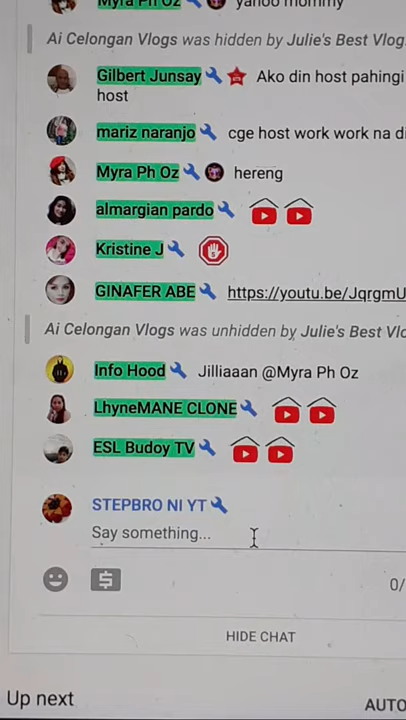 Myra Ph Oz yahoo mommy
Ai Celongan Vlogs was hidden by Julie's Best Vlog
Gilbert Junsay Ako din host pahingi
host
mariz naranjo cge host work work na d
Myra Ph Oz hereng
almargian pardo
Kristine J
GINAFER ABE https://youtu.be/JqrgmU
Ai Celongan Vlogs was unhidden by Julie's Best Vlo
Info Hood Jilliaaan @Myra Ph Oz
LhyneMANE CLONE
ESL Budoy TV
STEPBRO NI YT
Say something...
0/
HIDE CHAT
Up next
AUTO